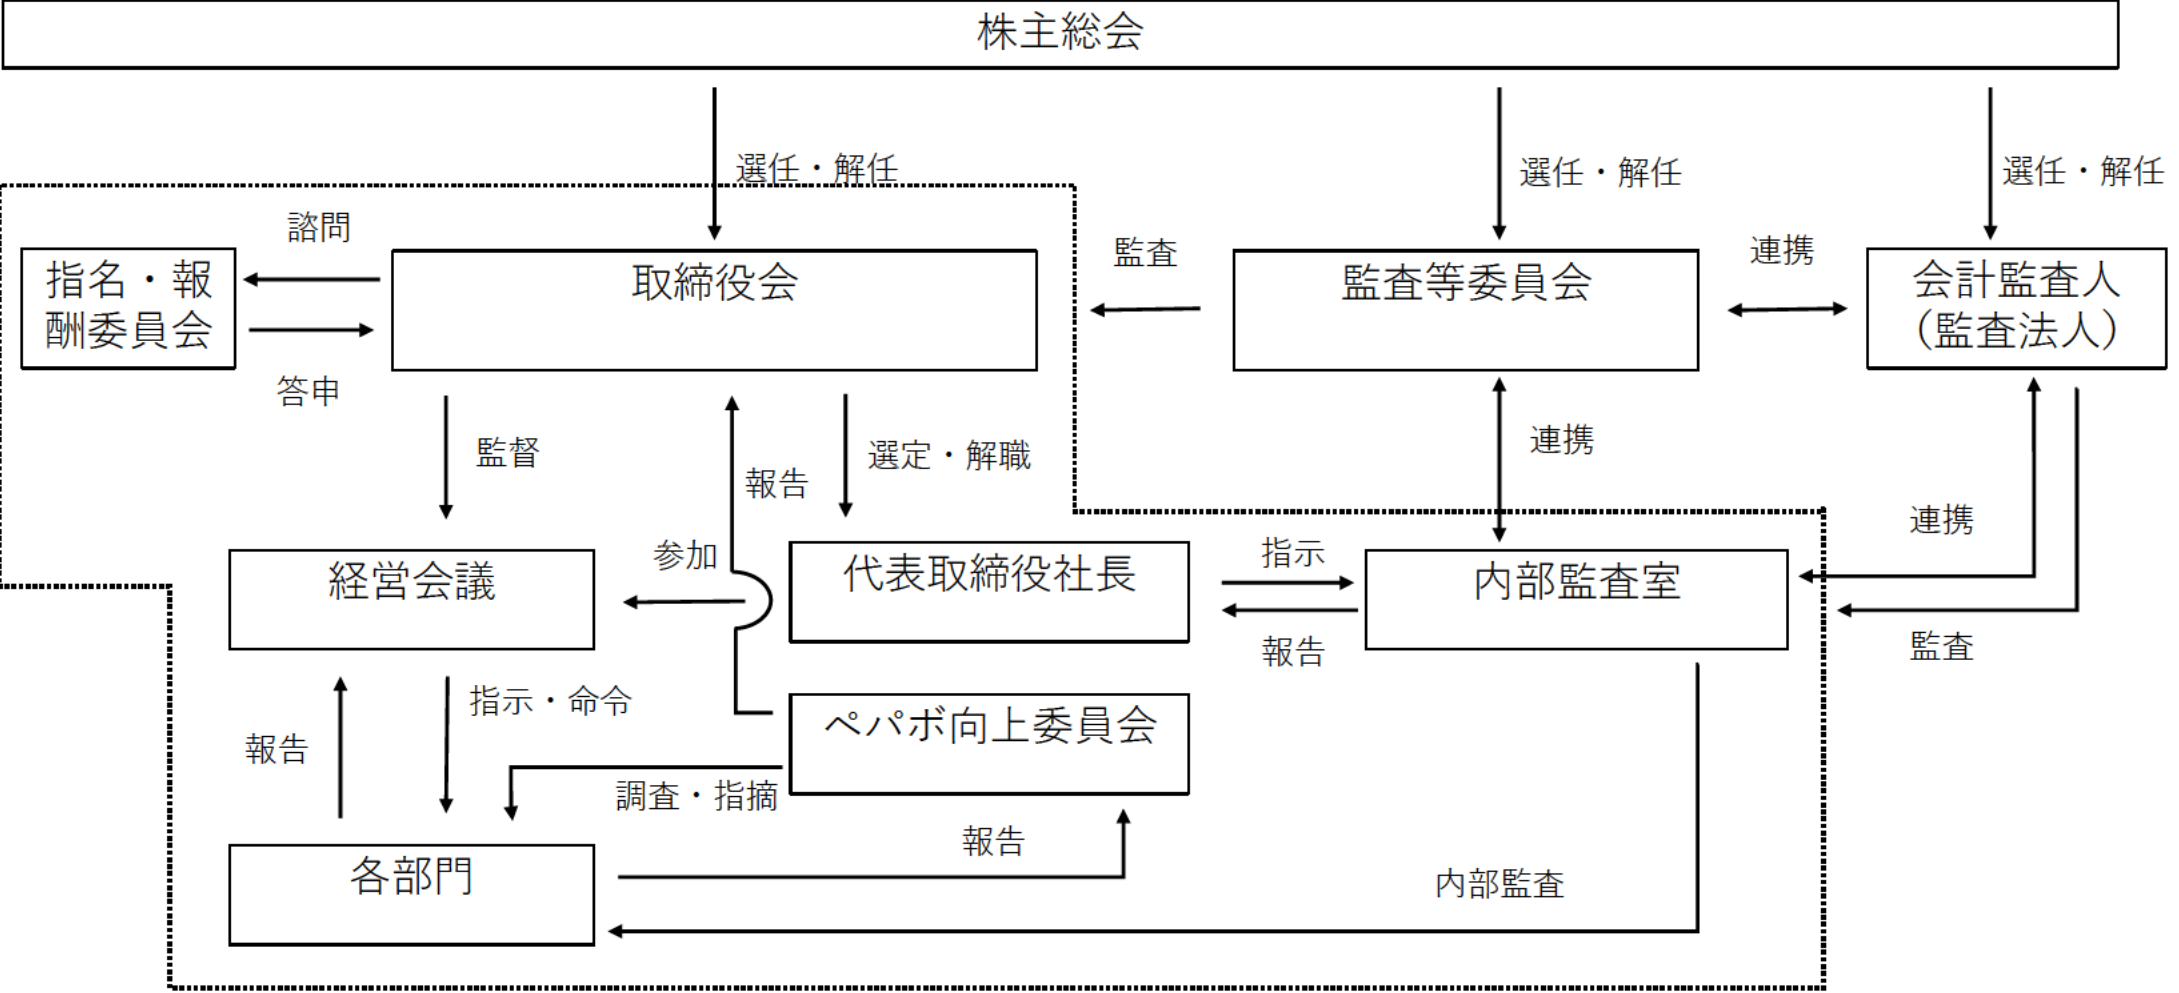 株主総会
選任・解任
選任・解任
選任・解任
諮問
指名・報
酬委員会
答申
取締役会
監査
監査等委員会
連携
会計監査人
（監査法人）
監督
報告
選定・解職
連携
連携
監査
経営会議
参加
代表取締役社長
指示
報告
内部監査室
報告
指示・命令
ペパボ向上委員会
調査・指摘
報告
各部門
内部監査